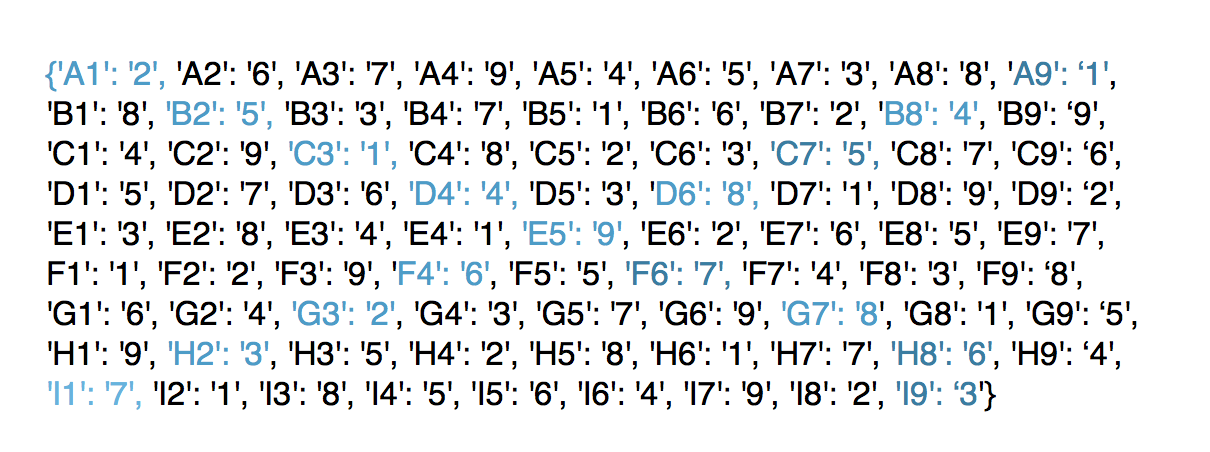 {'A1': '2', 'A2': '6', 'A3': '7', 'A4': '9', 'A5': '4', 'A6': '5', 'A7': '3', 'A8': '8', 'A9': ‘1',
'B1': '8', 'B2': '5', 'B3': '3', 'B4': '7', 'B5': '1', 'B6': '6', 'B7': '2', 'B8': '4', 'B9': ‘9',
'C1': '4', 'C2': '9', 'C3': '1', 'C4': '8', 'C5': '2', 'C6': '3', 'C7': '5', 'C8': '7', 'C9': ‘6',
'D1': '5', 'D2': '7', 'D3': '6', 'D4': '4', 'D5': '3', 'D6': '8', 'D7': '1', 'D8': '9', 'D9': ‘2',
'E1': '3', 'E2': '8', 'E3': '4', 'E4': '1', 'E5': '9', 'E6': '2', 'E7': '6', 'E8': '5', 'E9': '7',
F1': '1', 'F2': '2', 'F3': '9', 'F4': '6', 'F5': '5', 'F6': '7', 'F7': '4', 'F8': '3', 'F9': ‘8',
'G1': '6', 'G2': '4', 'G3': '2', 'G4': '3', 'G5': '7', 'G6': '9', 'G7': '8', 'G8': '1', 'G9': ‘5',
'H1': '9', 'H2': '3', 'H3': '5', 'H4': '2', 'H5': '8', 'H6': '1', 'H7': '7', 'H8': '6', 'H9': ‘4',
'I1': '7', 'I2': '1', 'I3': '8', 'I4': '5', 'I5': '6', 'I6': '4', 'I7': '9', 'I8': '2', 'I9': ‘3'}